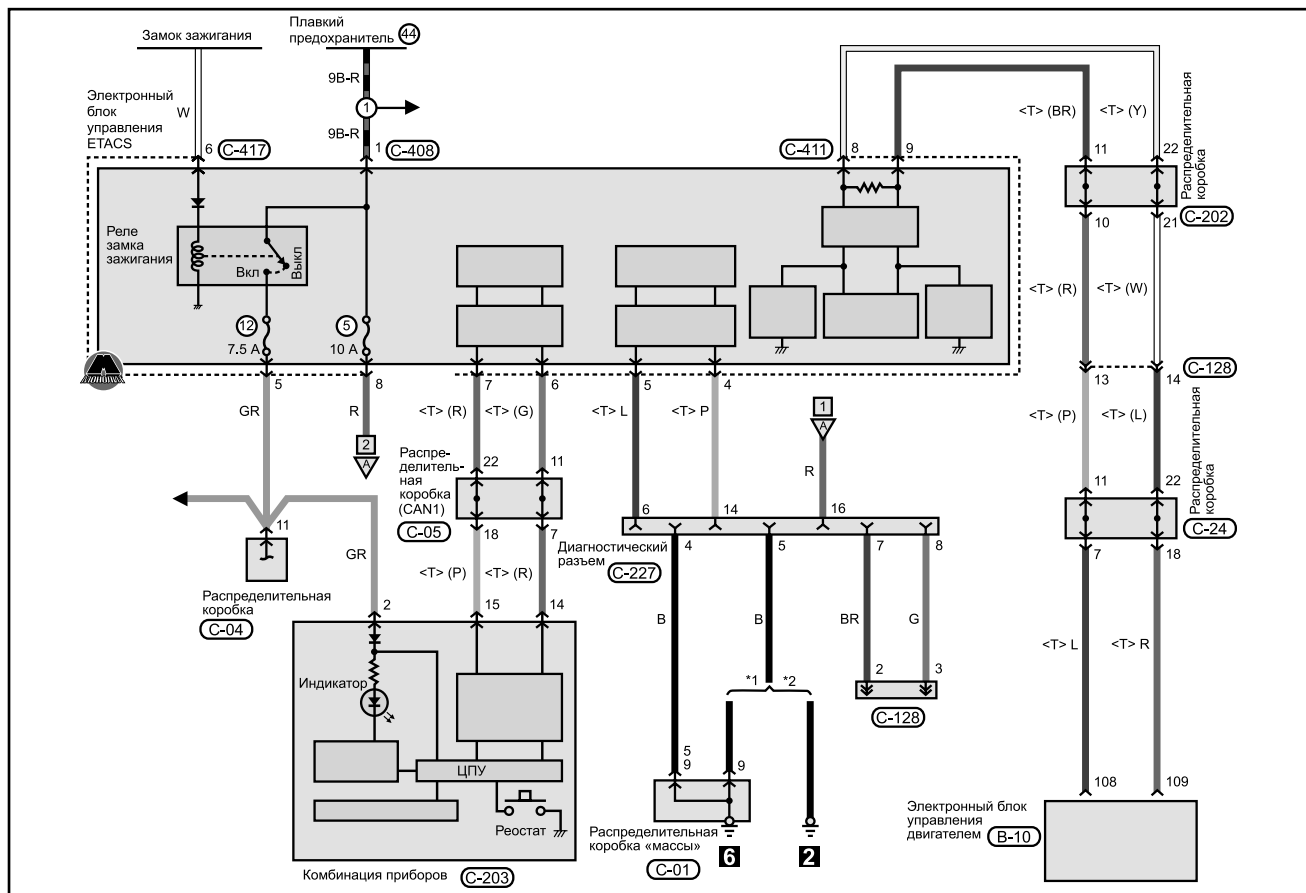 Замок зажигания
Плавкий
предохранитель 44
9B-R
Электронный
блок
управления
ETACS
W
1
9B-R
<T> (BR)
<T> (Y)
Распределительная
коробка
6
C-417
1
C-408
C-411
8
9
11
22
C-202
10
21
Реле
замка
зажигания
Вкл
Выкл
<T> (R)
<T> (W)
12
7.5 A
5
10 A
C-128
13
14
5
8
7
6
5
4
GR
R
<T> (R)
<T> (G)
<T> L
<T> P
1
A
<T> (P)
<T> (L)
2
A
Распре-
делитель-
ная
коробка
(CAN1)
22
11
R
11
22
Распределительная
коробка
C-24
C-05
18
7
6
14
16
11
Диагностический
разъем
C-227
4
5
7
8
7
18
GR
<T> (P)
<T> (R)
Распределительная
коробка
C-04
2
15
14
B
B
BR
G
<T> L
<T> R
Индикатор
*1
*2
2
3
C-128
ЦПУ
Реостат
5
9
9
108
109
Электронный блок
управления
двигателем
B-10
Распределительная
коробка «массы»
C-01
6
2
Комбинация приборов
C-203